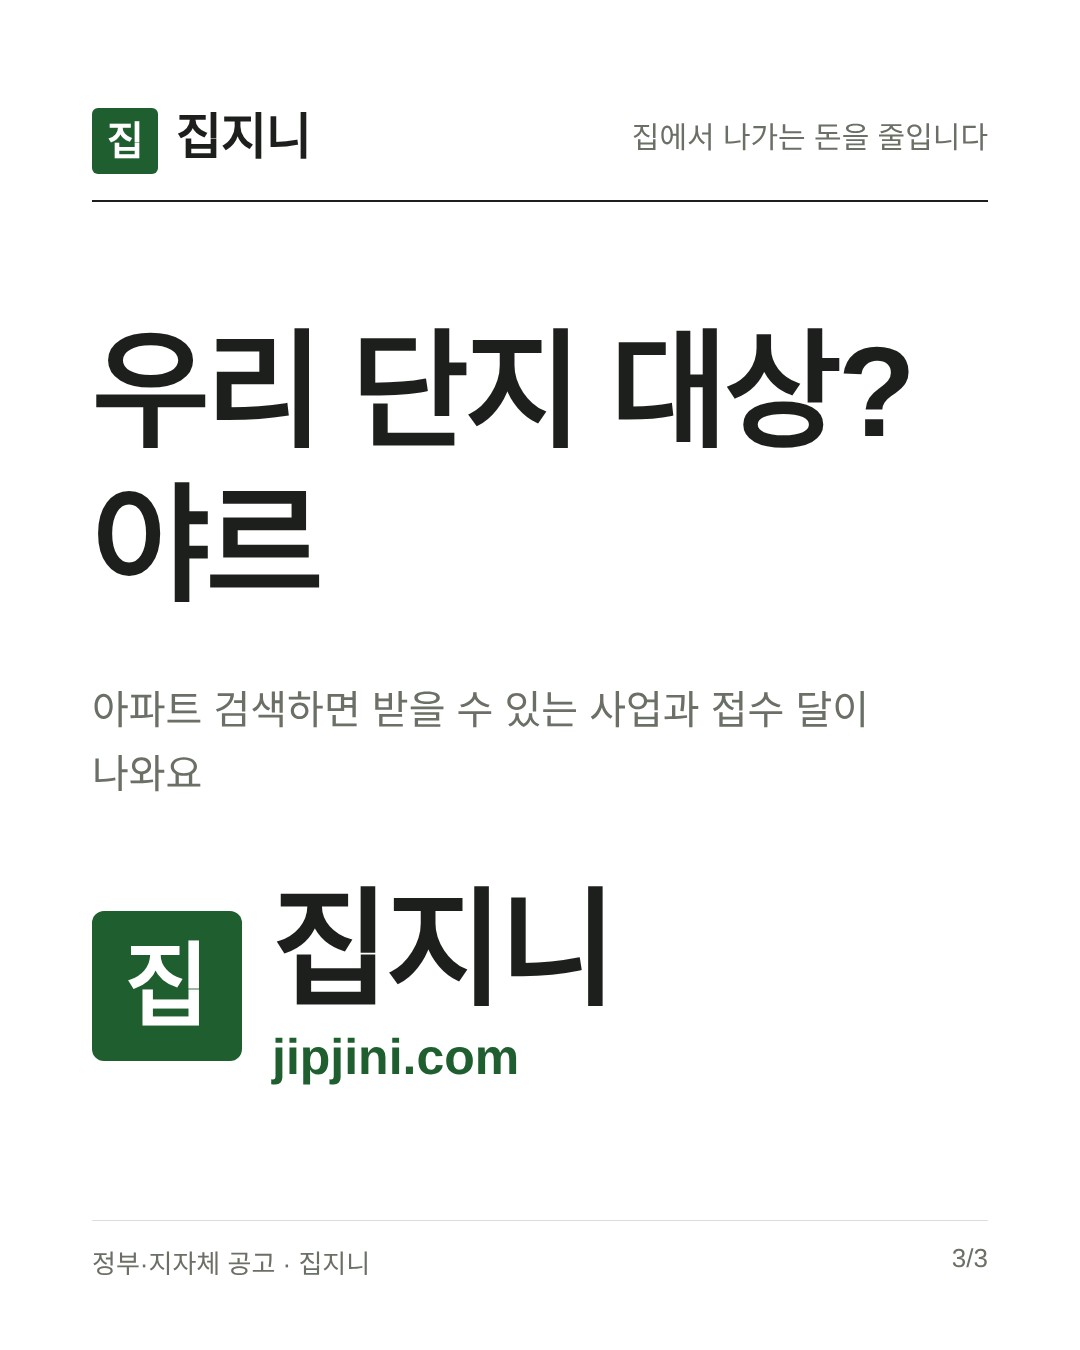 집 집지니
집에서 나가는 돈을 줄입니다
우리 단지 대상?
야르
아파트 검색하면 받을 수 있는 사업과 접수 달이
나와요
집 집지니
jipjini.com
정부·지자체 공고 · 집지니
3/3